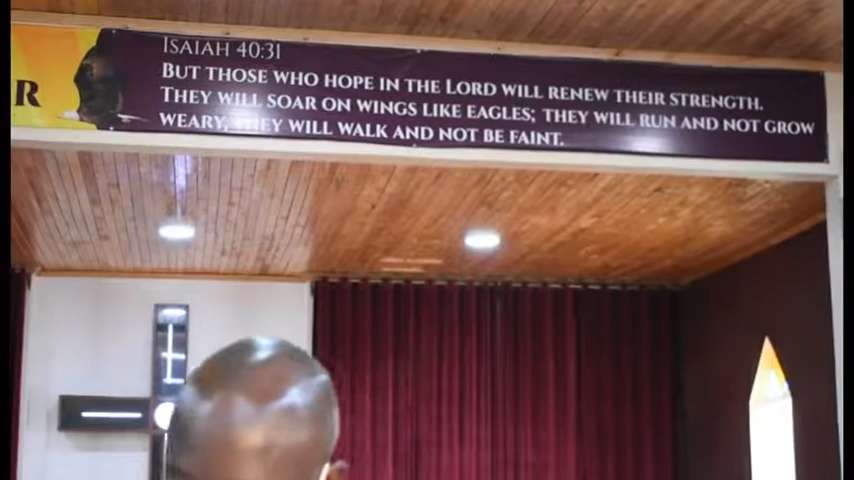 R
ISAIAH 40:31
BUT THOSE WHO HOPE IN THE LORD WILL RENEW THEIR STRENGTH.
THEY WILL SOAR ON WINGS LIKE EAGLES; THEY WILL RUN AND NOT GROW
WEARY, THEY WILL WALK AND NOT BE FAINT.